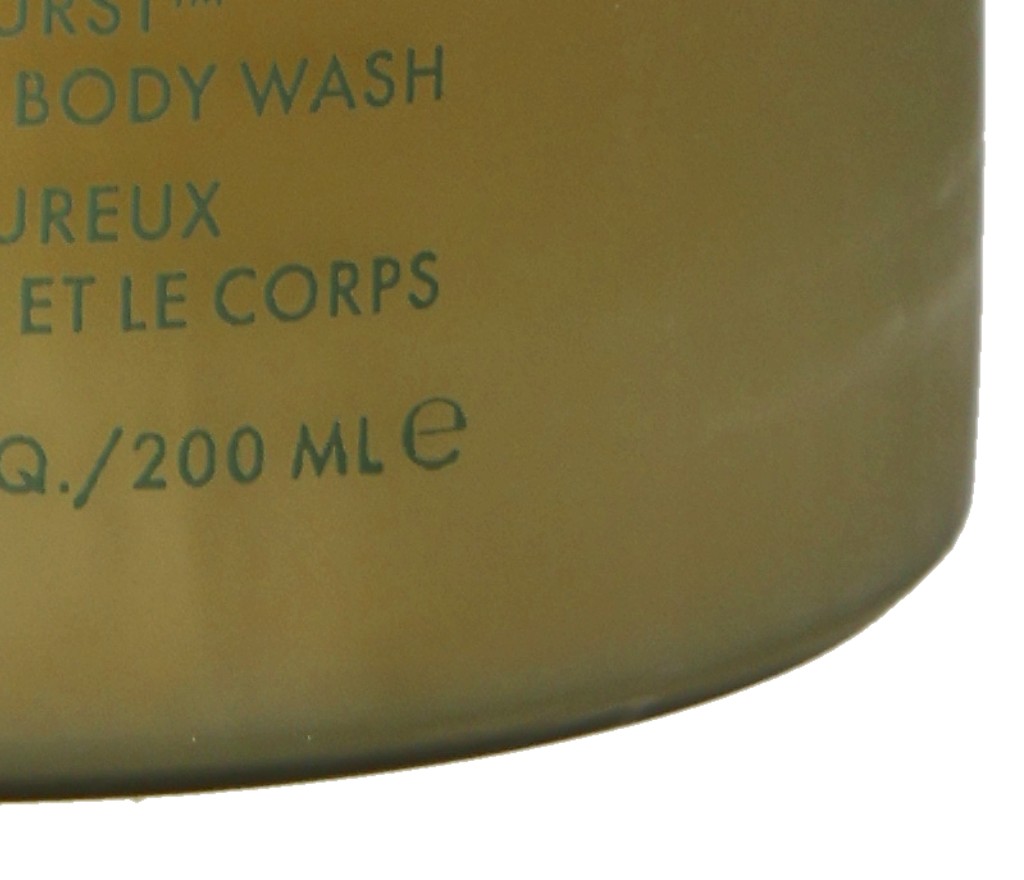 URST™
BODY WASH
UREUX
ET LE CORPS
Q./200 ML e